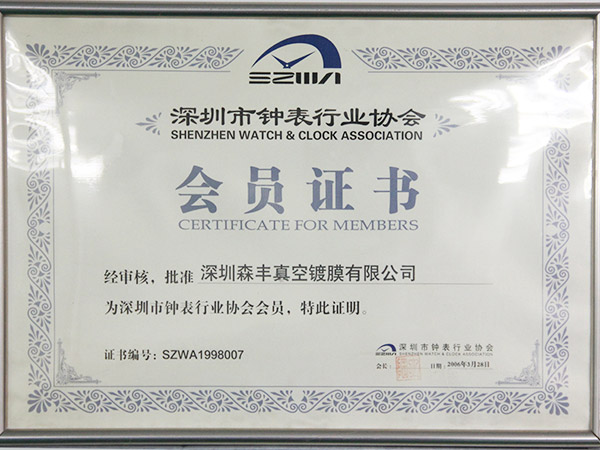 SZWA
深圳市钟表行业协会
SHENZHEN WATCH & CLOCK ASSOCIATION
会员证书
CERTIFICATE FOR MEMBERS
经审核，批准 深圳森丰真空镀膜有限公司
为深圳市钟表行业协会会员，特此证明。
证书编号：SZWA1998007
SZWA 深圳市钟表行业协会
SHENZHEN WATCH & CLOCK ASSOCIATION
会长： 日期：2006年3月28日